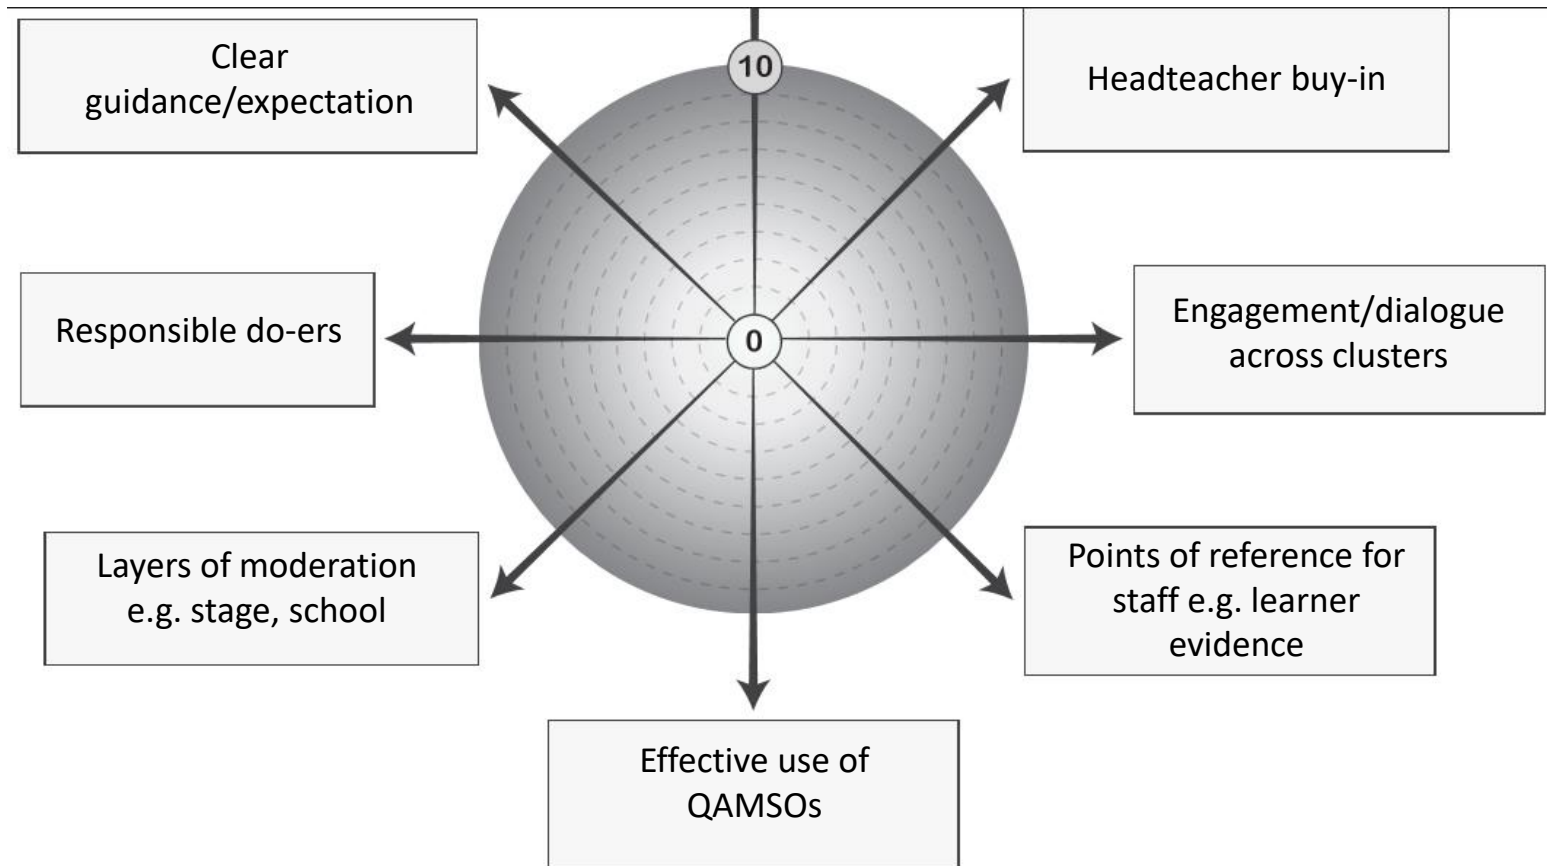 Clear
guidance/expectation
10
Headteacher buy-in
Responsible do-ers
0
Engagement/dialogue
across clusters
Layers of moderation
e.g. stage, school
Points of reference for
staff e.g. learner
evidence
Effective use of
QAMSOs